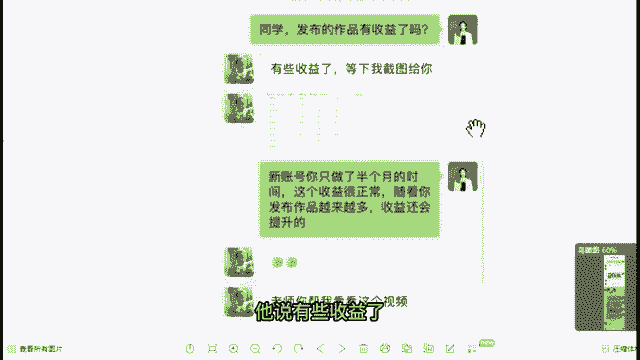 同学，发布的作品有收益了吗？
有些收益了，等下我截图给你
新账号你只做了半个月的时
间，这个收益很正常，随着你
发布作品越来越多，收益还会
提升的
老师你帮我看看这个视频
他说有些收益了
查看所有图片
new
60%